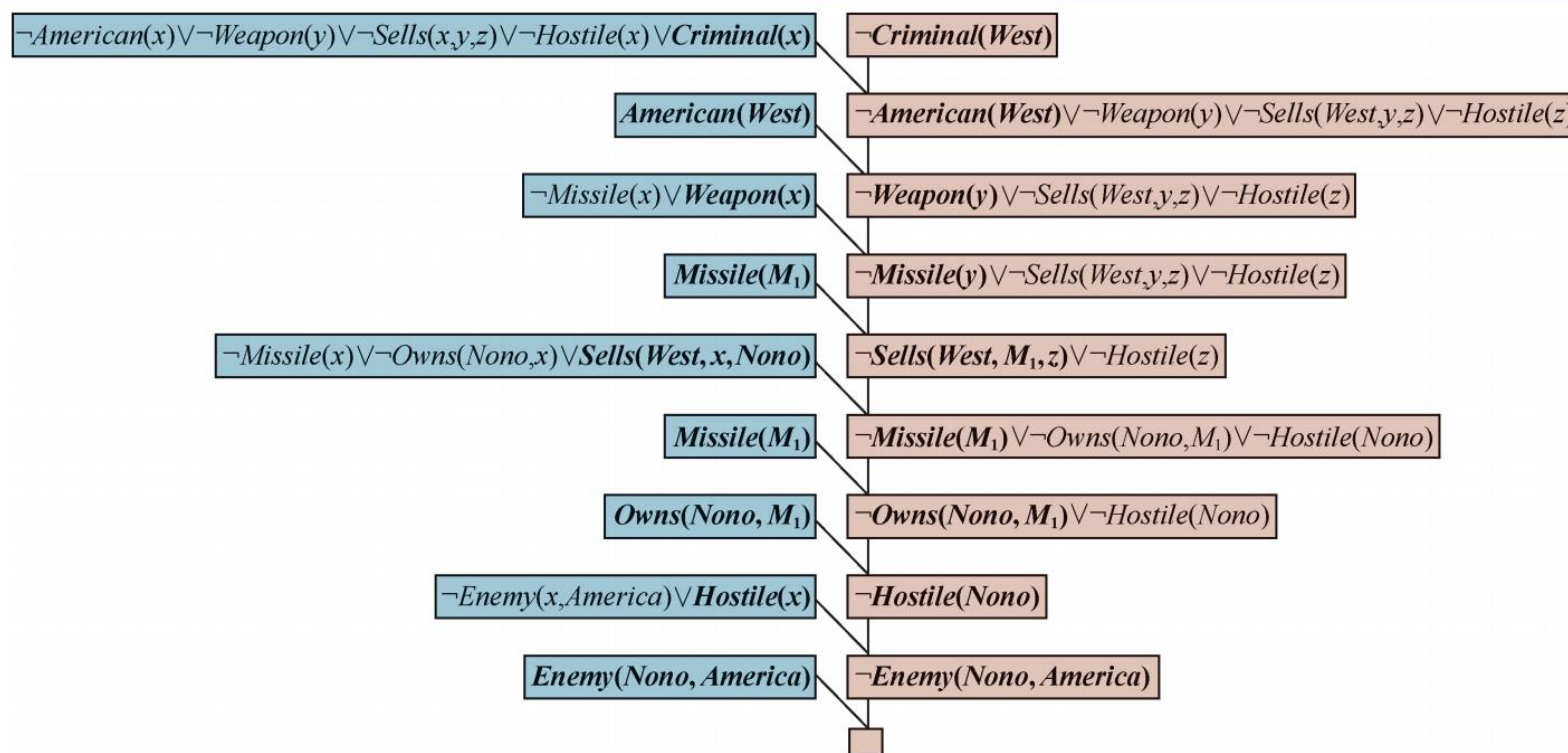 ¬American(x)∨¬Weapon(y)∨¬Sells(x,y,z)∨¬Hostile(x)∨Criminal(x) ¬Criminal(West)
American(West) ¬American(West)∨¬Weapon(y)∨¬Sells(West,y,z)∨¬Hostile(z)
¬Missile(x)∨Weapon(x) ¬Weapon(y)∨¬Sells(West,y,z)∨¬Hostile(z)
Missile(M₁) ¬Missile(y)∨¬Sells(West,y,z)∨¬Hostile(z)
¬Missile(x)∨¬Owns(Nono,x)∨Sells(West, x,Nono) ¬Sells(West, M₁,z)∨¬Hostile(z)
Missile(M₁) ¬Missile(M₁)∨¬Owns(Nono,M₁)∨¬Hostile(Nono)
Owns(Nono, M₁) ¬Owns(Nono, M₁)∨¬Hostile(Nono)
¬Enemy(x,America)∨Hostile(x) ¬Hostile(Nono)
Enemy(Nono, America) ¬Enemy(Nono, America)